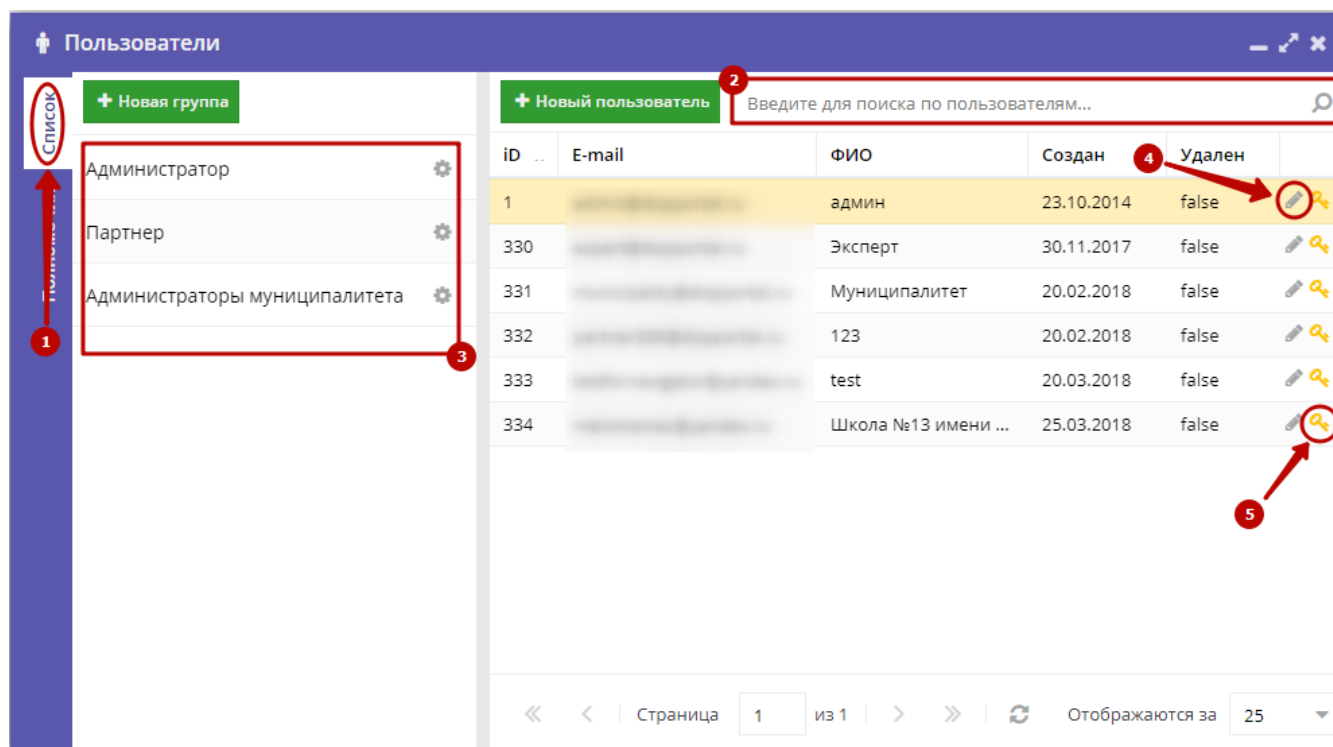 Пользователи
Список
Полномочия
+ Новая группа
Администратор
Партнер
Администраторы муниципалитета
+ Новый пользователь
Введите для поиска по пользователям...
iD .. E-mail ФИО Создан Удален
1 админ 23.10.2014 false
330 Эксперт 30.11.2017 false
331 Муниципалитет 20.02.2018 false
332 123 20.02.2018 false
333 test 20.03.2018 false
334 Школа №13 имени ... 25.03.2018 false
Страница 1 из 1 Отображаются за 25
1
2
3
4
5